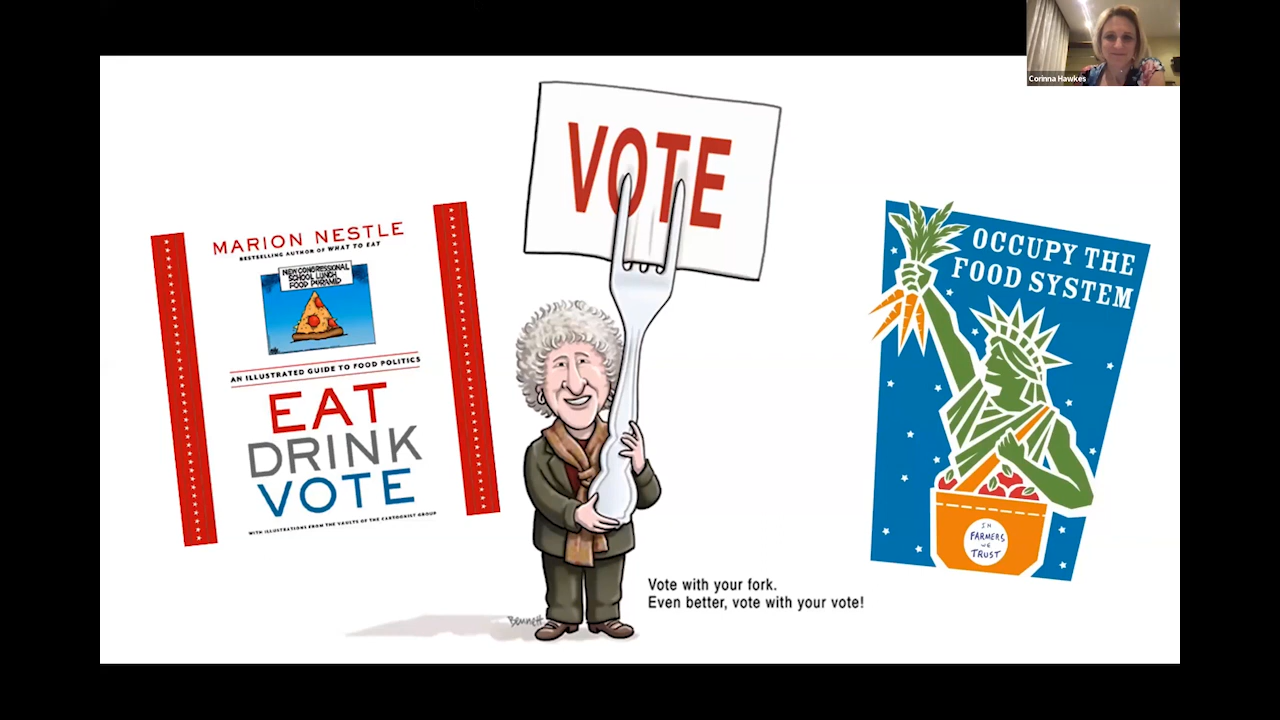 Corinna Hawkes
VOTE
MARION NESTLE
BESTSELLING AUTHOR OF WHAT TO EAT
NEW CONGRESSIONAL
SCHOOL LUNCH
FOOD PYRAMID
AN ILLUSTRATED GUIDE TO FOOD POLITICS
EAT
DRINK
VOTE
WITH ILLUSTRATIONS FROM THE VAULTS OF THE CARTOONIST GROUP
OCCUPY THE
FOOD SYSTEM
IN
FARMERS
WE
TRUST
Vote with your fork.
Even better, vote with your vote!
Bennett